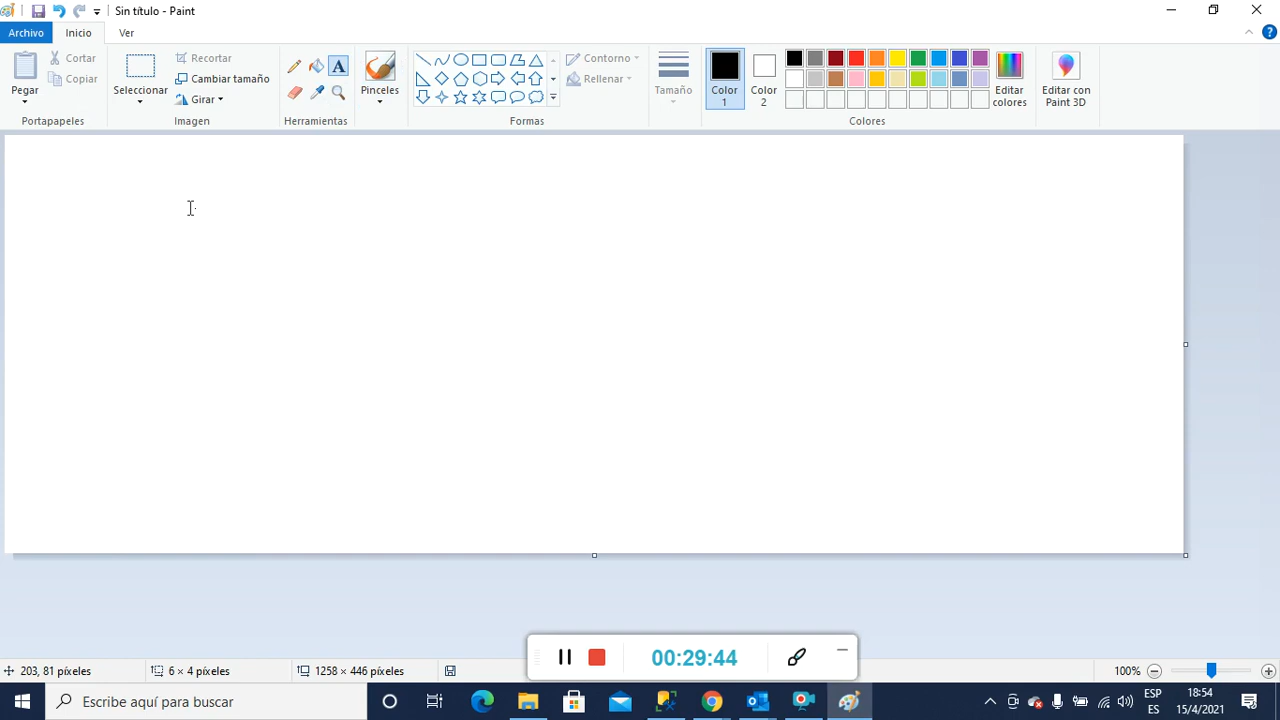 Sin título - Paint
Archivo
Inicio
Ver
Pegar
Cortar
Copiar
Portapapeles
Seleccionar
Recortar
Cambiar tamaño
Girar
Imagen
A
Herramientas
Pinceles
Contorno
Rellenar
Formas
Tamaño
Color 1
Color 2
Editar colores
Colores
Editar con Paint 3D
203, 81 píxeles
6 × 4 píxeles
1258 × 446 píxeles
100%
00:29:44
Escribe aquí para buscar
ESP
ES
18:54
15/4/2021